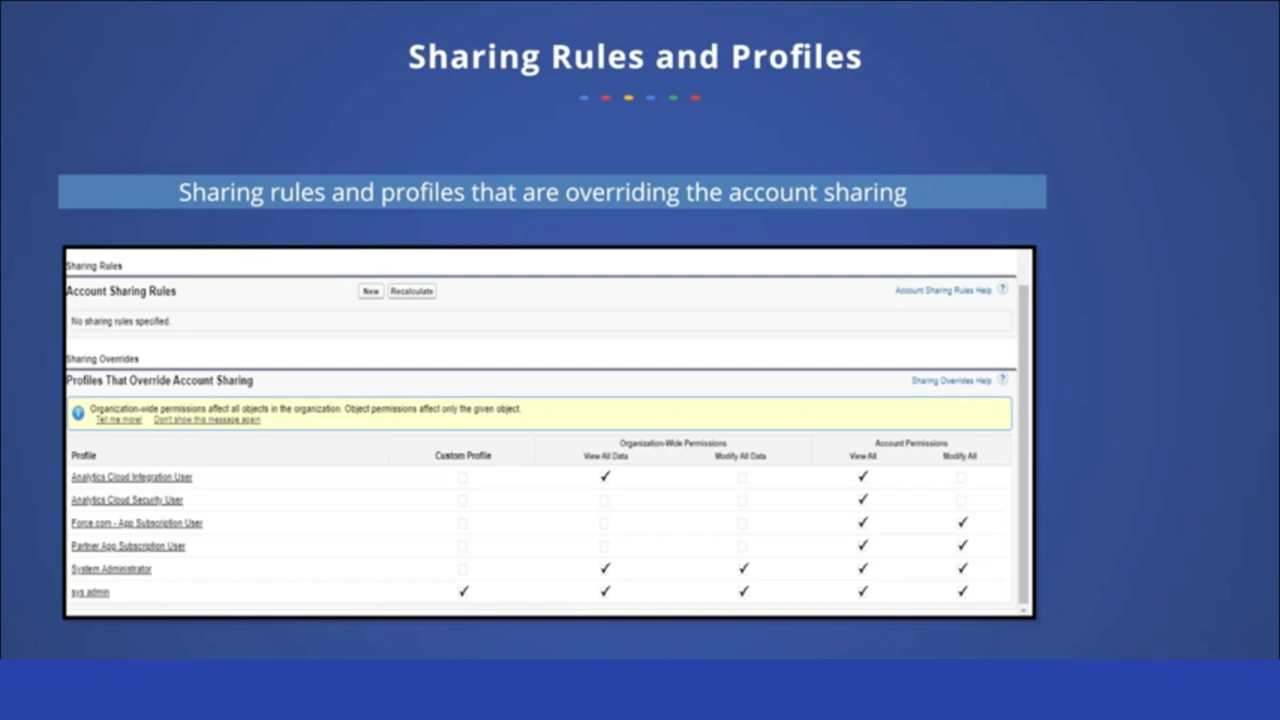 Sharing Rules and Profiles
Sharing rules and profiles that are overriding the account sharing
Sharing Rules
Account Sharing Rules New Recalculate Account Sharing Rules Help ?
No sharing rules specified.
Sharing Overrides
Profiles That Override Account Sharing Sharing Overrides Help ?
Organization-wide permissions affect all objects in the organization. Object permissions affect only the given object.
Tell me more! Don't show this message again
Organization-Wide Permissions Account Permissions
Profile Custom Profile View All Data Modify All Data View All Modify All
Analytics Cloud Integration User
Analytics Cloud Security User
Force.com - App Subscription User
Partner App Subscription User
System Administrator
sys admin